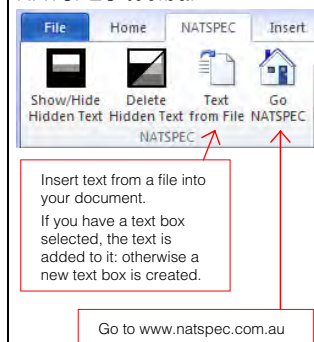 File Home NATSPEC Insert
Show/Hide Delete Text Go
Hidden Text Hidden Text from File NATSPEC
NATSPEC
Insert text from a file into
your document.
If you have a text box
selected, the text is
added to it: otherwise a
new text box is created.
Go to www.natspec.com.au